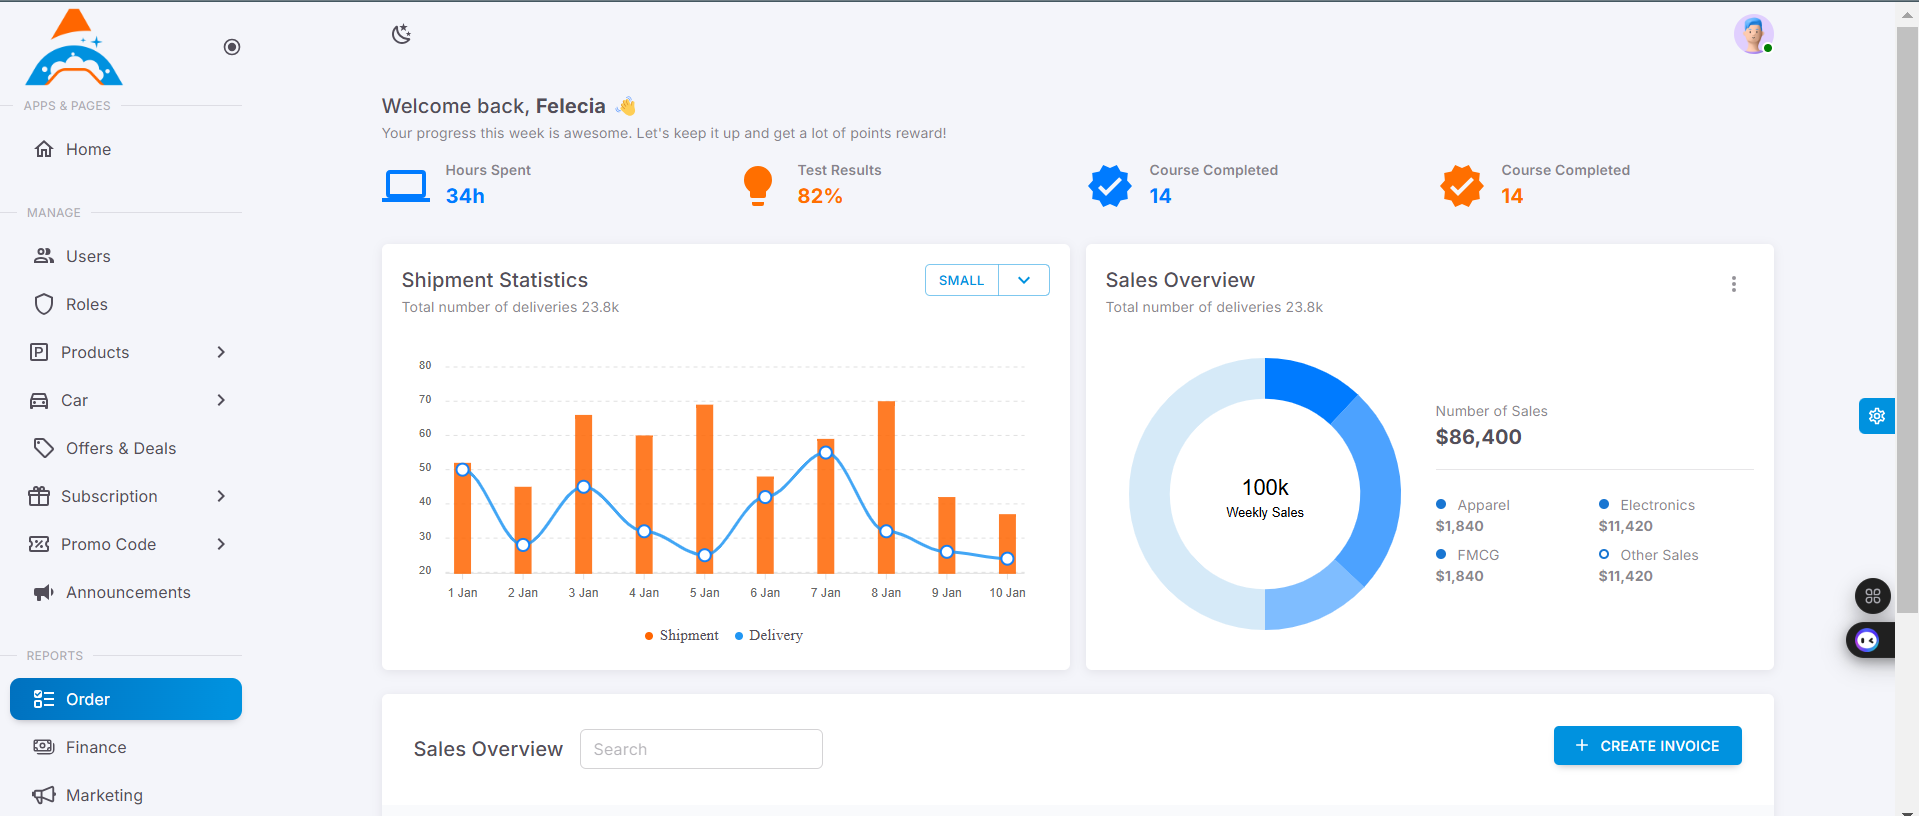 APPS & PAGES
Home
MANAGE
Users
Roles
Products
Car
Offers & Deals
Subscription
Promo Code
Announcements
REPORTS
Order
Finance
Marketing
Welcome back, Felecia 👋
Your progress this week is awesome. Let's keep it up and get a lot of points reward!
Hours Spent
34h
Test Results
82%
Course Completed
14
Course Completed
14
Shipment Statistics
Total number of deliveries 23.8k
SMALL
80
70
60
50
40
30
20
1 Jan 2 Jan 3 Jan 4 Jan 5 Jan 6 Jan 7 Jan 8 Jan 9 Jan 10 Jan
Shipment Delivery
Sales Overview
Total number of deliveries 23.8k
100k
Weekly Sales
Number of Sales
$86,400
Apparel
$1,840
Electronics
$11,420
FMCG
$1,840
Other Sales
$11,420
Sales Overview
Search
+ CREATE INVOICE